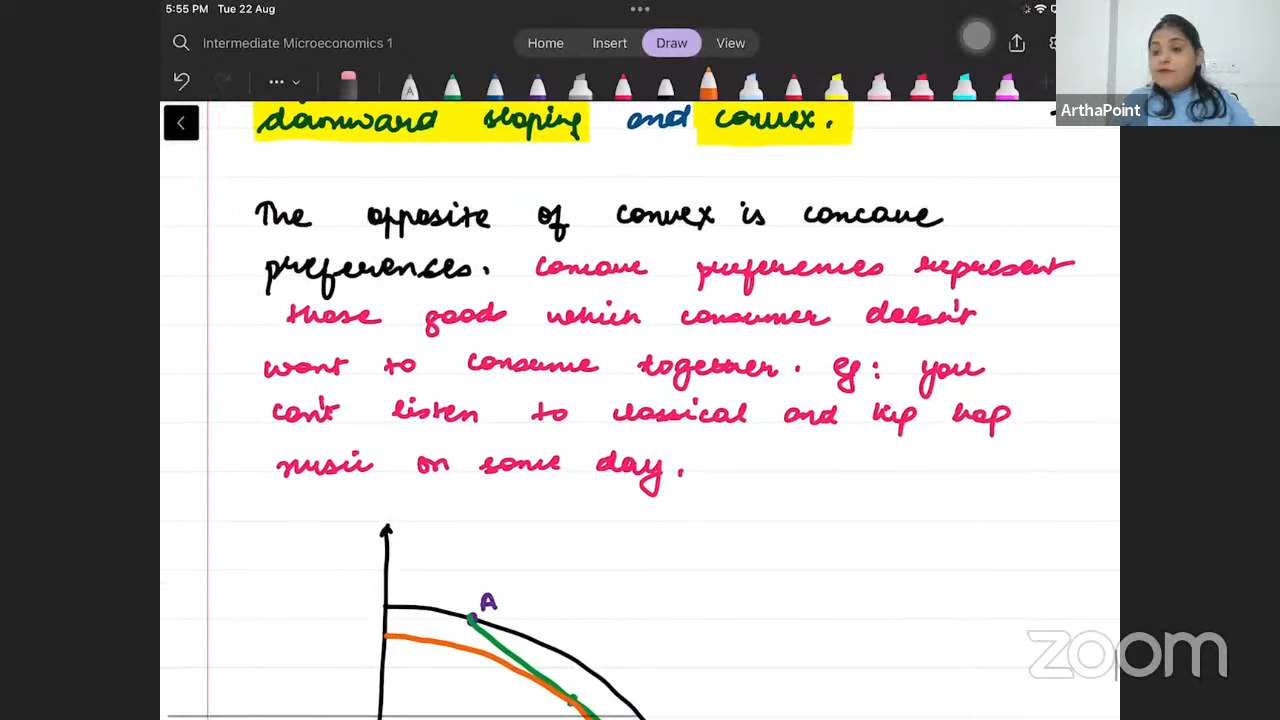 5:55 PM Tue 22 Aug
Intermediate Microeconomics 1
Home Insert Draw View
A
ArthaPoint
downward sloping and convex.
The opposite of convex is concave
preferences. Concave preferences represent
those goods which consumer doesn't
want to consume together. Eg: you
can't listen to classical and hip hop
music on same day.
A
zoom